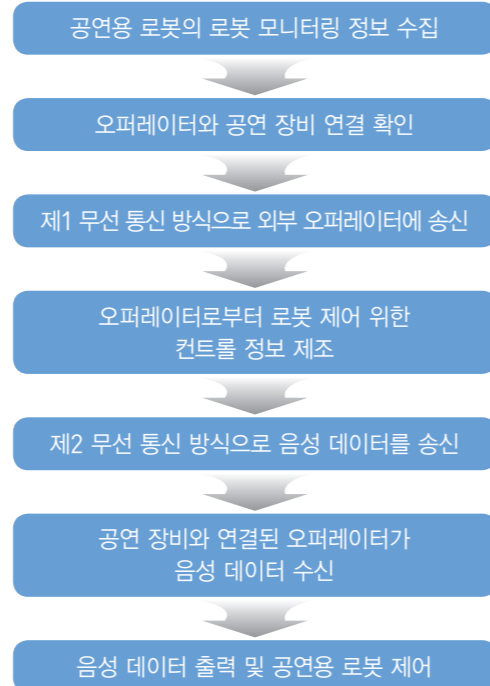 공연용 로봇의 로봇 모니터링 정보 수집
오퍼레이터와 공연 장비 연결 확인
제1 무선 통신 방식으로 외부 오퍼레이터에 송신
오퍼레이터로부터 로봇 제어 위한
컨트롤 정보 제조
제2 무선 통신 방식으로 음성 데이터를 송신
공연 장비와 연결된 오퍼레이터가
음성 데이터 수신
음성 데이터 출력 및 공연용 로봇 제어